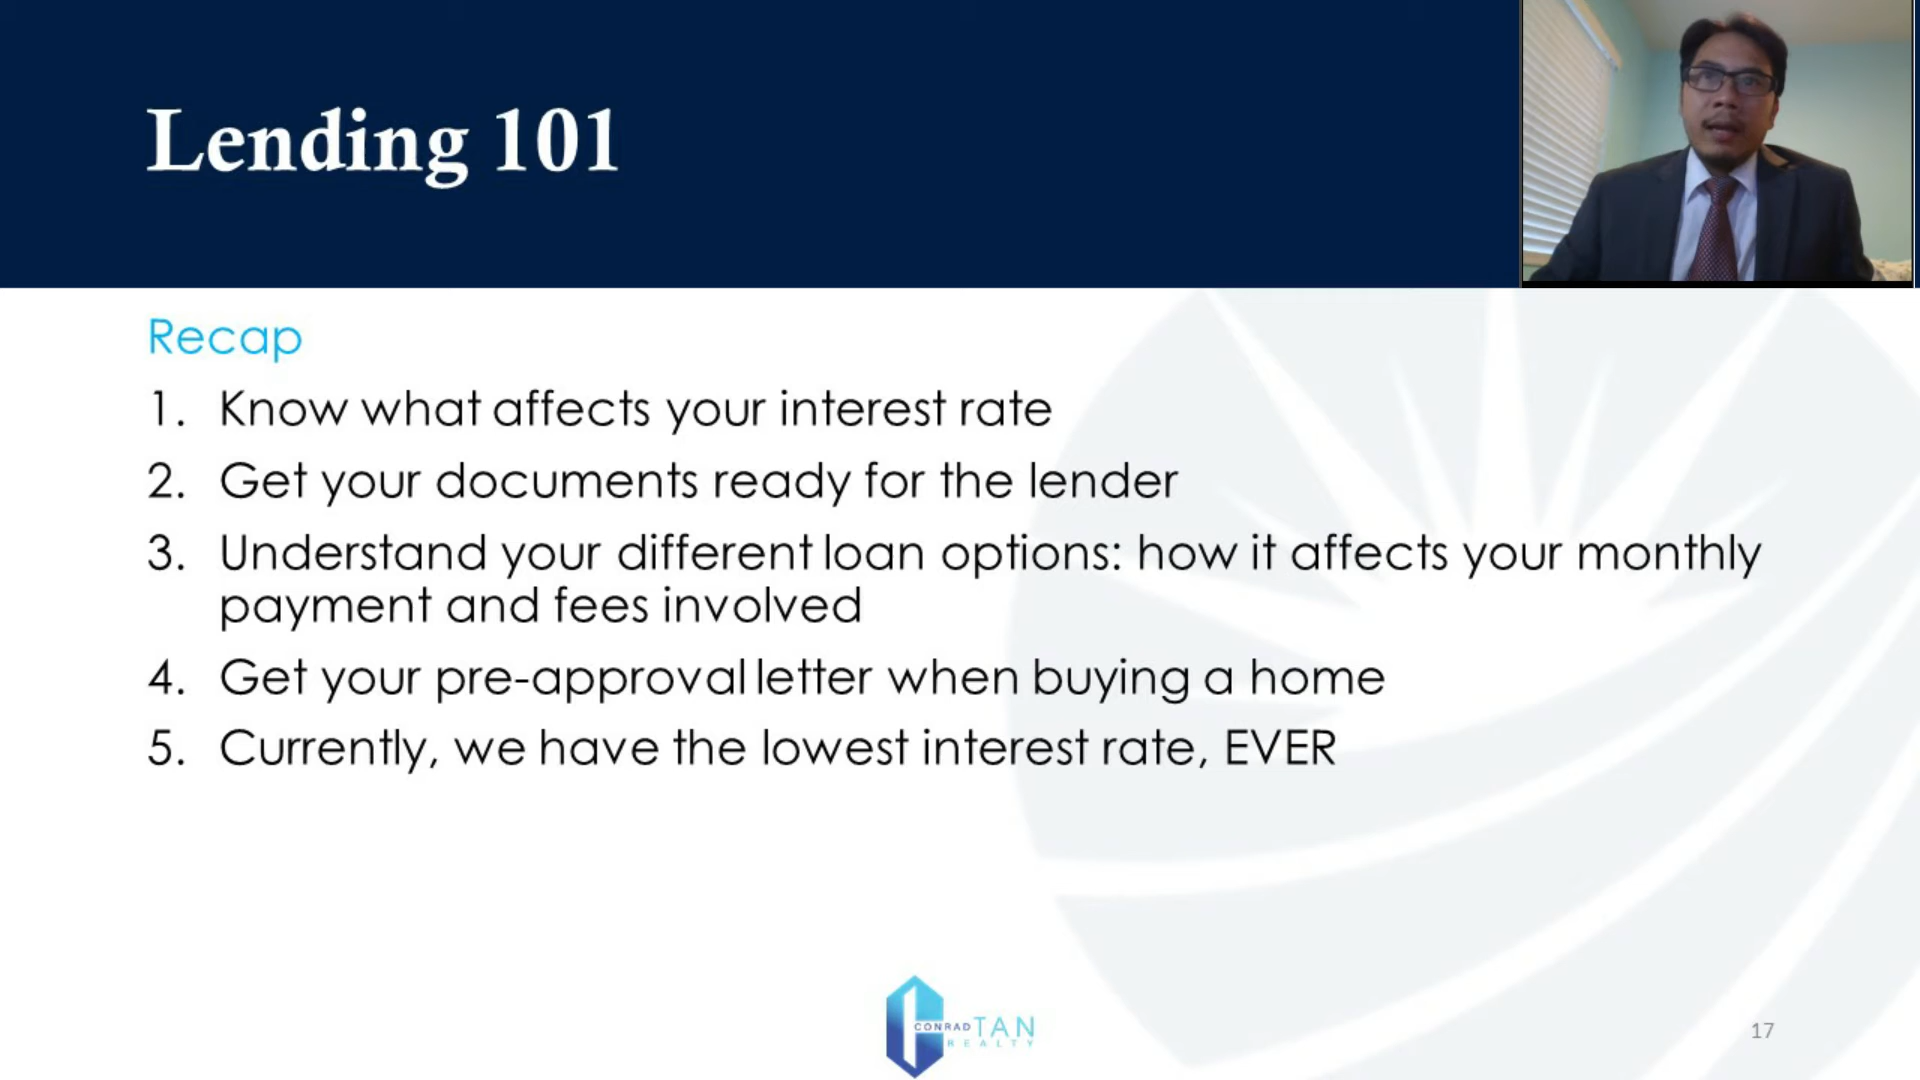 Lending 101
Recap
1. Know what affects your interest rate
2. Get your documents ready for the lender
3. Understand your different loan options: how it affects your monthly
payment and fees involved
4. Get your pre-approval letter when buying a home
5. Currently, we have the lowest interest rate, EVER
CONRAD TAN
REALTY
17